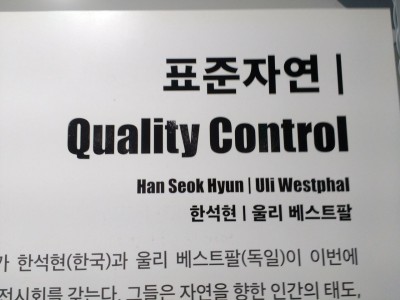 표준자연 |
Quality Control
Han Seok Hyun | Uli Westphal
한석현 | 울리 베스트팔
가 한석현(한국)과 울리 베스트팔(독일)이 이번에
전시회를 갖는다. 그들은 자연을 향한 인간의 태도,